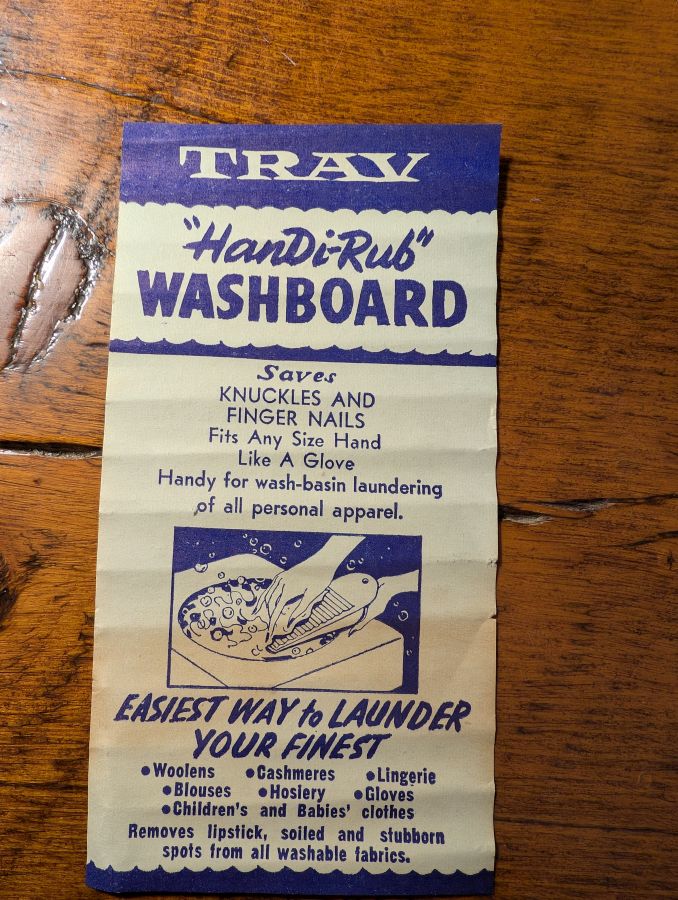 TRAV
"HanDi-Rub"
WASHBOARD
Saves
KNUCKLES AND
FINGER NAILS
Fits Any Size Hand
Like A Glove
Handy for wash-basin laundering
of all personal apparel.
EASIEST WAY to LAUNDER
YOUR FINEST
•Woolens •Cashmeres •Lingerie
•Blouses •Hosiery •Gloves
•Children's and Babies' clothes
Removes lipstick, soiled and stubborn
spots from all washable fabrics.